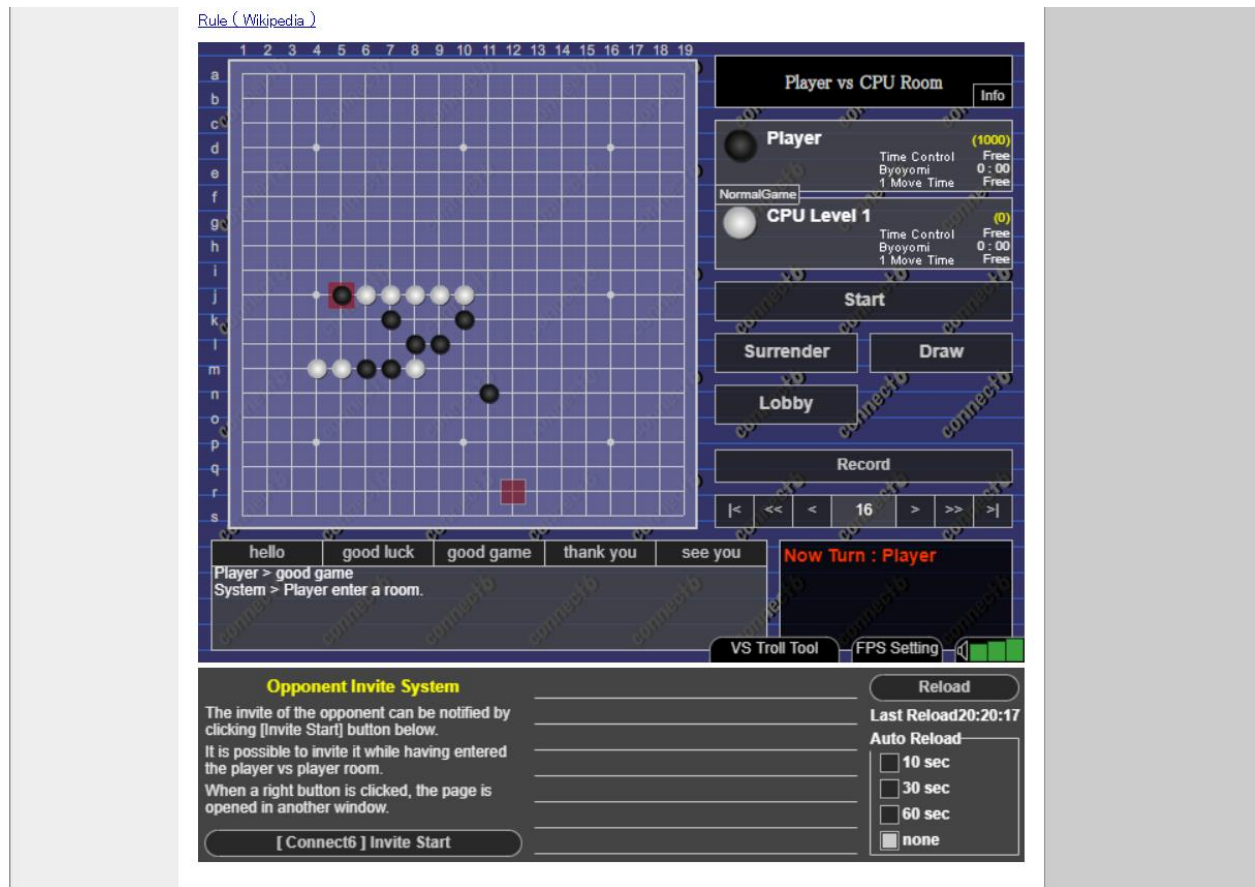 Rule ( Wikipedia )
1 2 3 4 5 6 7 8 9 10 11 12 13 14 15 16 17 18 19
a
b
c
d
e
f
g
h
i
j
k
l
m
n
o
p
q
r
s
Player vs CPU Room
Info
Player
(1000)
Time Control Free
Byoyomi 0 : 00
1 Move Time Free
NormalGame
CPU Level 1
(0)
Time Control Free
Byoyomi 0 : 00
1 Move Time Free
Start
Surrender Draw
Lobby
Record
|< << < 16 > >> >|
hello good luck good game thank you see you
Player > good game
System > Player enter a room.
Now Turn : Player
VS Troll Tool FPS Setting
connect6
Opponent Invite System
The invite of the opponent can be notified by
clicking [Invite Start] button below.
It is possible to invite it while having entered
the player vs player room.
When a right button is clicked, the page is
opened in another window.
[ Connect6 ] Invite Start
Reload
Last Reload20:20:17
Auto Reload
10 sec
30 sec
60 sec
none